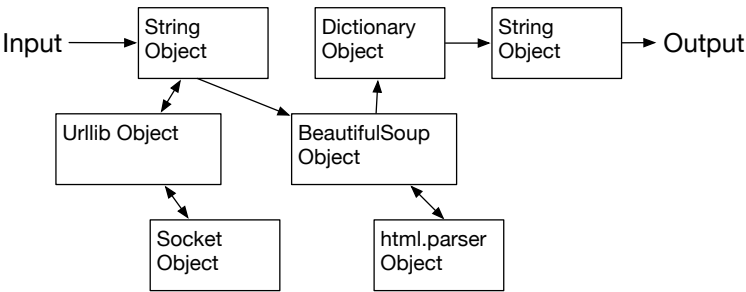 Input
String
Object
Dictionary
Object
String
Object
Output
Urllib Object
BeautifulSoup
Object
Socket
Object
html.parser
Object